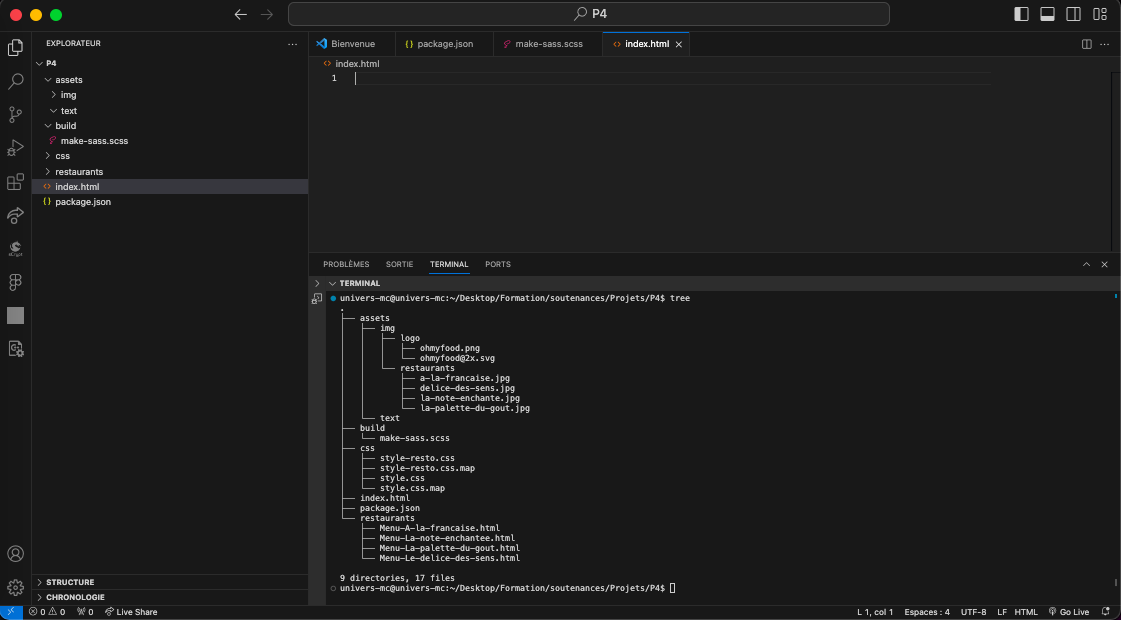 P4
EXPLORATEUR
P4
assets
img
text
build
make-sass.scss
css
restaurants
index.html
package.json
STRUCTURE
CHRONOLOGIE
Bienvenue
{} package.json
make-sass.scss
index.html
index.html
1
PROBLÈMES SORTIE TERMINAL PORTS
TERMINAL
univers-mc@univers-mc:~/Desktop/Formation/soutenances/Projets/P4$ tree
.
├── assets
│   ├── img
│   │   ├── logo
│   │   │   ├── ohmyfood.png
│   │   │   └── ohmyfood@2x.svg
│   │   └── restaurants
│   │       ├── a-la-francaise.jpg
│   │       ├── delice-des-sens.jpg
│   │       ├── la-note-enchante.jpg
│   │       └── la-palette-du-gout.jpg
│   └── text
├── build
│   └── make-sass.scss
├── css
│   ├── style-resto.css
│   ├── style-resto.css.map
│   ├── style.css
│   └── style.css.map
├── index.html
├── package.json
└── restaurants
    ├── Menu-A-la-francaise.html
    ├── Menu-La-note-enchantee.html
    ├── Menu-La-palette-du-gout.html
    └── Menu-Le-delice-des-sens.html
9 directories, 17 files
univers-mc@univers-mc:~/Desktop/Formation/soutenances/Projets/P4$
0 0 0 Live Share
L 1, col 1 Espaces : 4 UTF-8 LF HTML Go Live